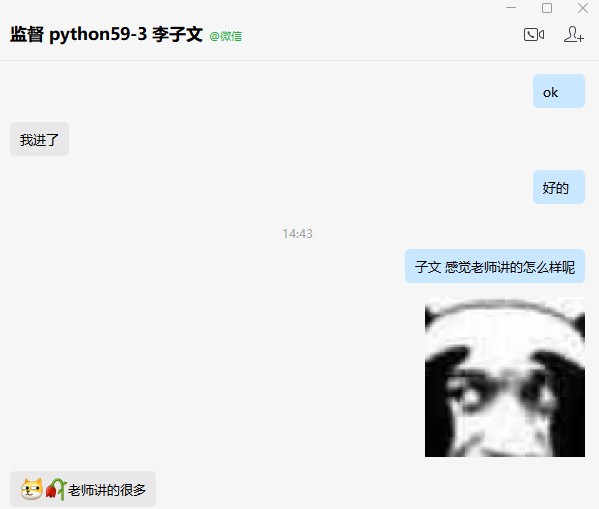 监督 python59-3 李子文 @微信
ok
我进了
好的
14:43
子文 感觉老师讲的怎么样呢
老师讲的很多